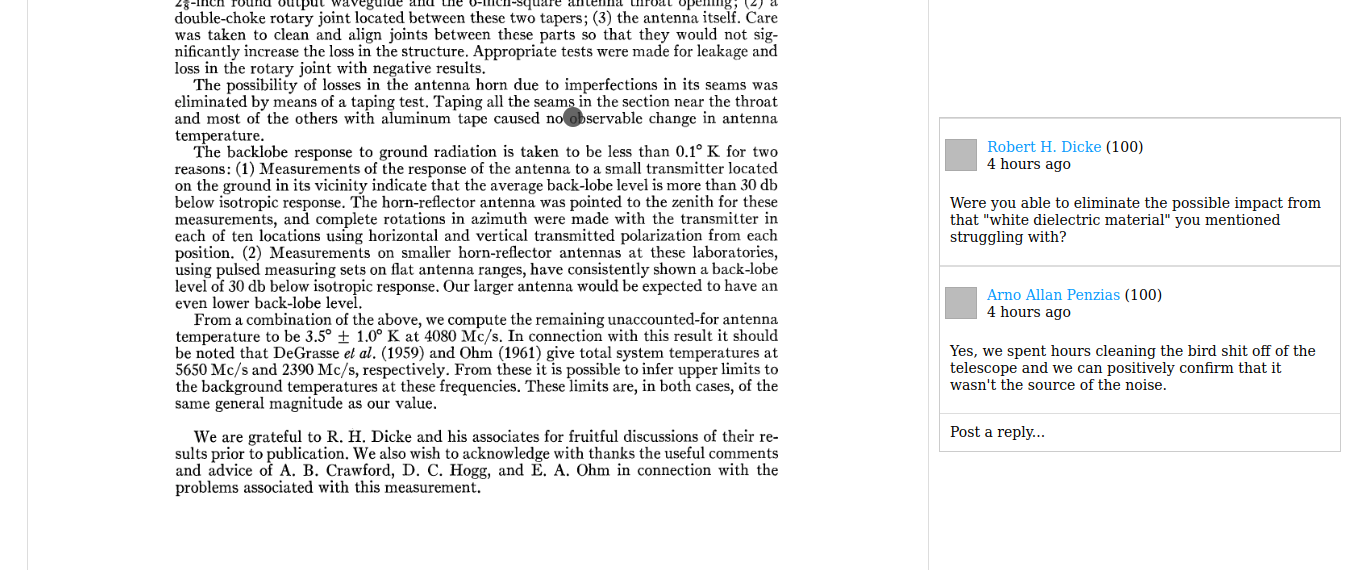 2⅜-inch round output waveguide and the 6-inch-square antenna throat opening; (2) a
double-choke rotary joint located between these two tapers; (3) the antenna itself. Care
was taken to clean and align joints between these parts so that they would not sig-
nificantly increase the loss in the structure. Appropriate tests were made for leakage and
loss in the rotary joint with negative results.
The possibility of losses in the antenna horn due to imperfections in its seams was
eliminated by means of a taping test. Taping all the seams in the section near the throat
and most of the others with aluminum tape caused no observable change in antenna
temperature.
The backlobe response to ground radiation is taken to be less than 0.1° K for two
reasons: (1) Measurements of the response of the antenna to a small transmitter located
on the ground in its vicinity indicate that the average back-lobe level is more than 30 db
below isotropic response. The horn-reflector antenna was pointed to the zenith for these
measurements, and complete rotations in azimuth were made with the transmitter in
each of ten locations using horizontal and vertical transmitted polarization from each
position. (2) Measurements on smaller horn-reflector antennas at these laboratories,
using pulsed measuring sets on flat antenna ranges, have consistently shown a back-lobe
level of 30 db below isotropic response. Our larger antenna would be expected to have an
even lower back-lobe level.
From a combination of the above, we compute the remaining unaccounted-for antenna
temperature to be 3.5° ± 1.0° K at 4080 Mc/s. In connection with this result it should
be noted that DeGrasse et al. (1959) and Ohm (1961) give total system temperatures at
5650 Mc/s and 2390 Mc/s, respectively. From these it is possible to infer upper limits to
the background temperatures at these frequencies. These limits are, in both cases, of the
same general magnitude as our value.
We are grateful to R. H. Dicke and his associates for fruitful discussions of their re-
sults prior to publication. We also wish to acknowledge with thanks the useful comments
and advice of A. B. Crawford, D. C. Hogg, and E. A. Ohm in connection with the
problems associated with this measurement.
Robert H. Dicke (100)
4 hours ago
Were you able to eliminate the possible impact from
that "white dielectric material" you mentioned
struggling with?
Arno Allan Penzias (100)
4 hours ago
Yes, we spent hours cleaning the bird shit off of the
telescope and we can positively confirm that it
wasn't the source of the noise.
Post a reply...